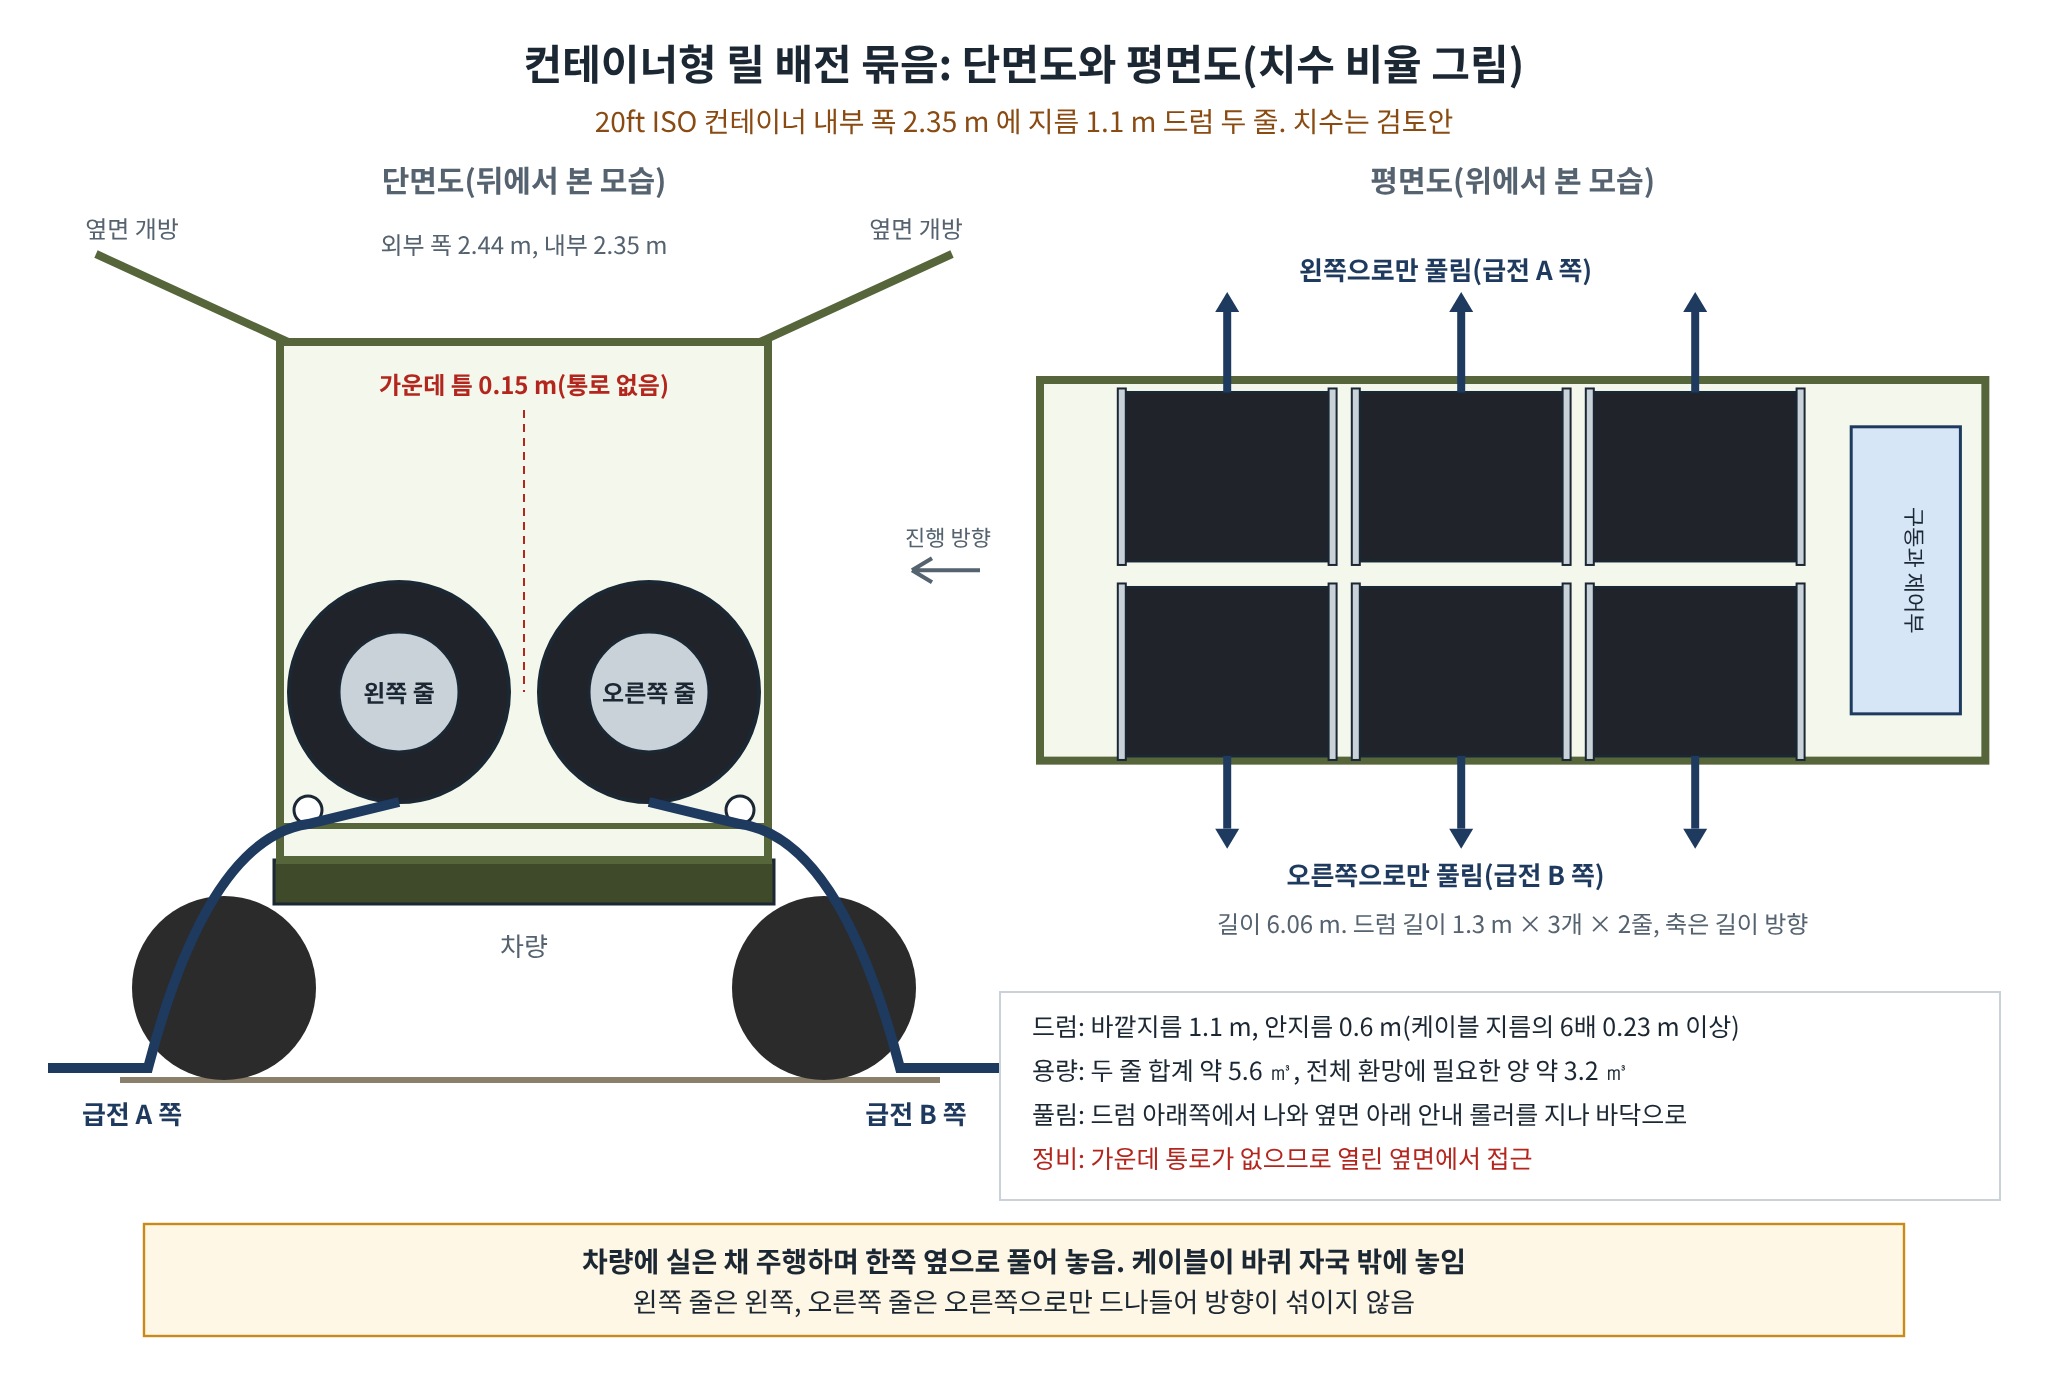 컨테이너형 릴 배전 묶음: 단면도와 평면도(치수 비율 그림)
20ft ISO 컨테이너 내부 폭 2.35 m 에 지름 1.1 m 드럼 두 줄. 치수는 검토안
단면도(뒤에서 본 모습)
옆면 개방
외부 폭 2.44 m, 내부 2.35 m
옆면 개방
가운데 틈 0.15 m(통로 없음)
왼쪽 줄
오른쪽 줄
차량
급전 A 쪽
급전 B 쪽
평면도(위에서 본 모습)
왼쪽으로만 풀림(급전 A 쪽)
진행 방향
구동과 제어부
오른쪽으로만 풀림(급전 B 쪽)
길이 6.06 m. 드럼 길이 1.3 m × 3개 × 2줄, 축은 길이 방향
드럼: 바깥지름 1.1 m, 안지름 0.6 m(케이블 지름의 6배 0.23 m 이상)
용량: 두 줄 합계 약 5.6 ㎥, 전체 환망에 필요한 양 약 3.2 ㎥
풀림: 드럼 아래쪽에서 나와 옆면 아래 안내 롤러를 지나 바닥으로
정비: 가운데 통로가 없으므로 열린 옆면에서 접근
차량에 실은 채 주행하며 한쪽 옆으로 풀어 놓음. 케이블이 바퀴 자국 밖에 놓임
왼쪽 줄은 왼쪽, 오른쪽 줄은 오른쪽으로만 드나들어 방향이 섞이지 않음